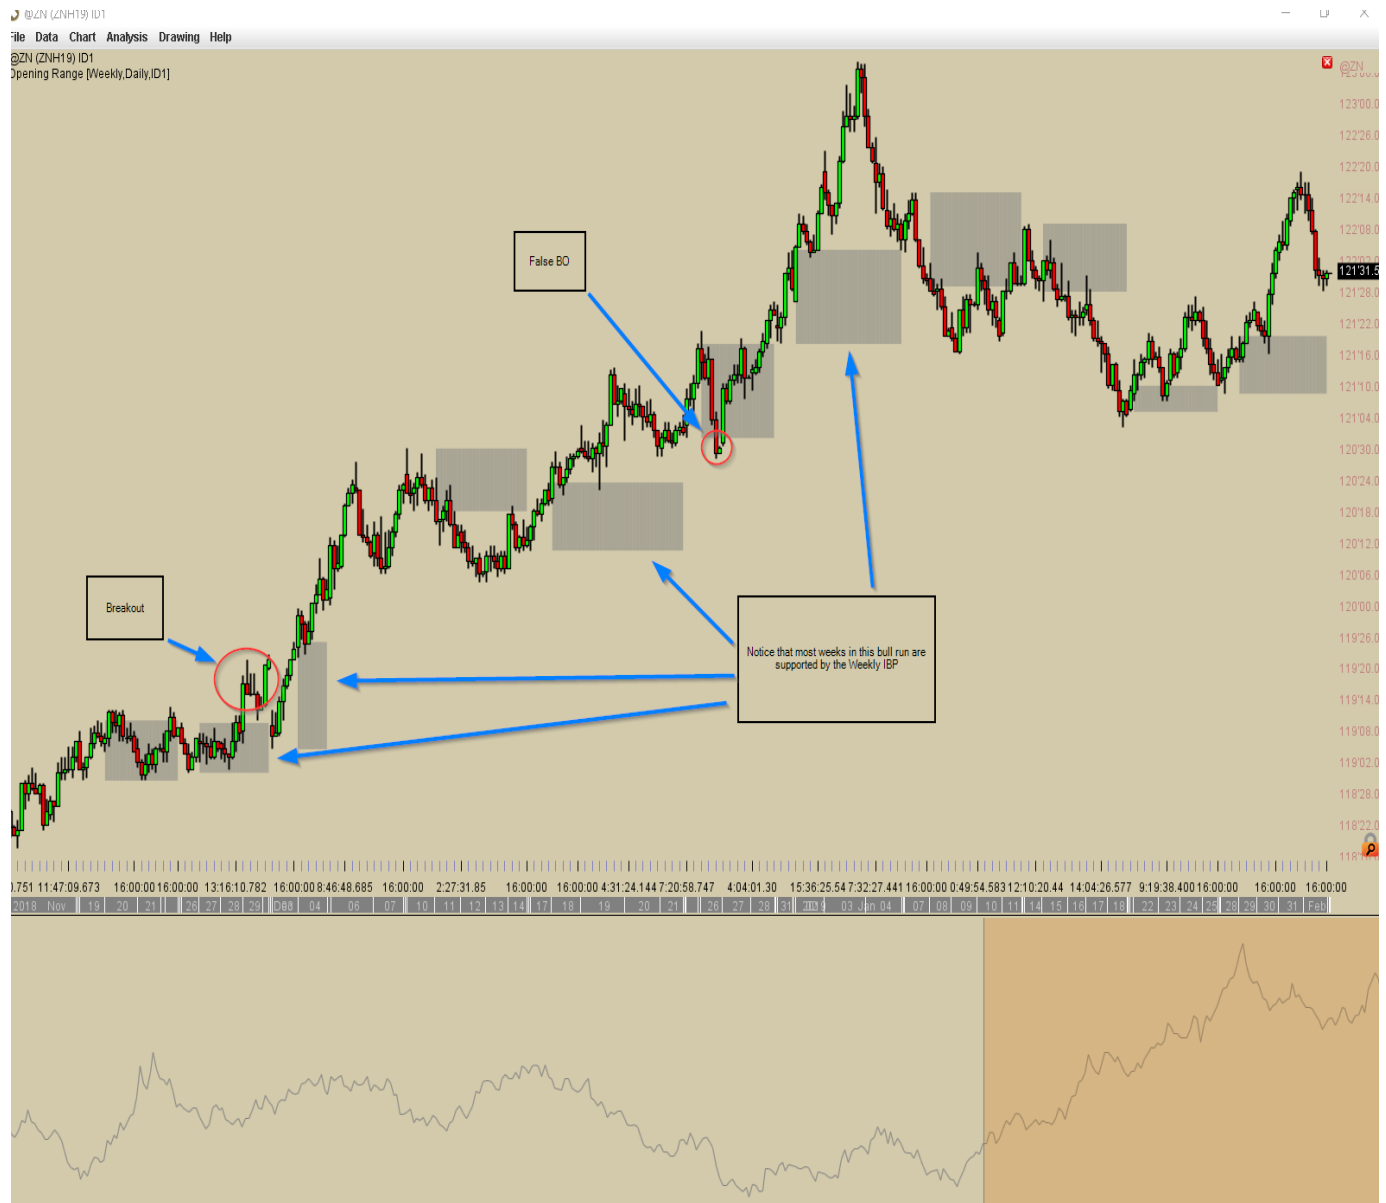 @ZN (ZNH19) ID1
File Data Chart Analysis Drawing Help
@ZN (ZNH19) ID1
Opening Range [Weekly,Daily,ID1]
@ZN
123'00.0
122'26.0
122'20.0
122'14.0
122'08.0
122'02.0
121'31.5
121'28.0
121'22.0
121'16.0
121'10.0
121'04.0
120'30.0
120'24.0
120'18.0
120'12.0
120'06.0
120'00.0
119'26.0
119'20.0
119'14.0
119'08.0
119'02.0
118'28.0
118'22.0
False BO
Breakout
Notice that most weeks in this bull run are
supported by the Weekly IBP
0.751 11:47:09.673 16:00:00 16:00:00 13:16:10.782 16:00:00 8:46:48.685 16:00:00 2:27:31.85 16:00:00 16:00:00 4:31:24.144 7:20:58.747 4:04:01.30 15:36:25.54 7:32:27.441 16:00:00 0:49:54.583 12:10:20.44 14:04:26.577 9:19:38.400 16:00:00 16:00:00 16:00:00
2018 Nov 19 20 21 26 27 28 29 04 06 07 10 11 12 13 14 17 18 19 20 21 26 27 28 31 03 Jan 04 07 08 09 10 11 14 15 16 17 18 22 23 24 25 28 29 30 31 Feb